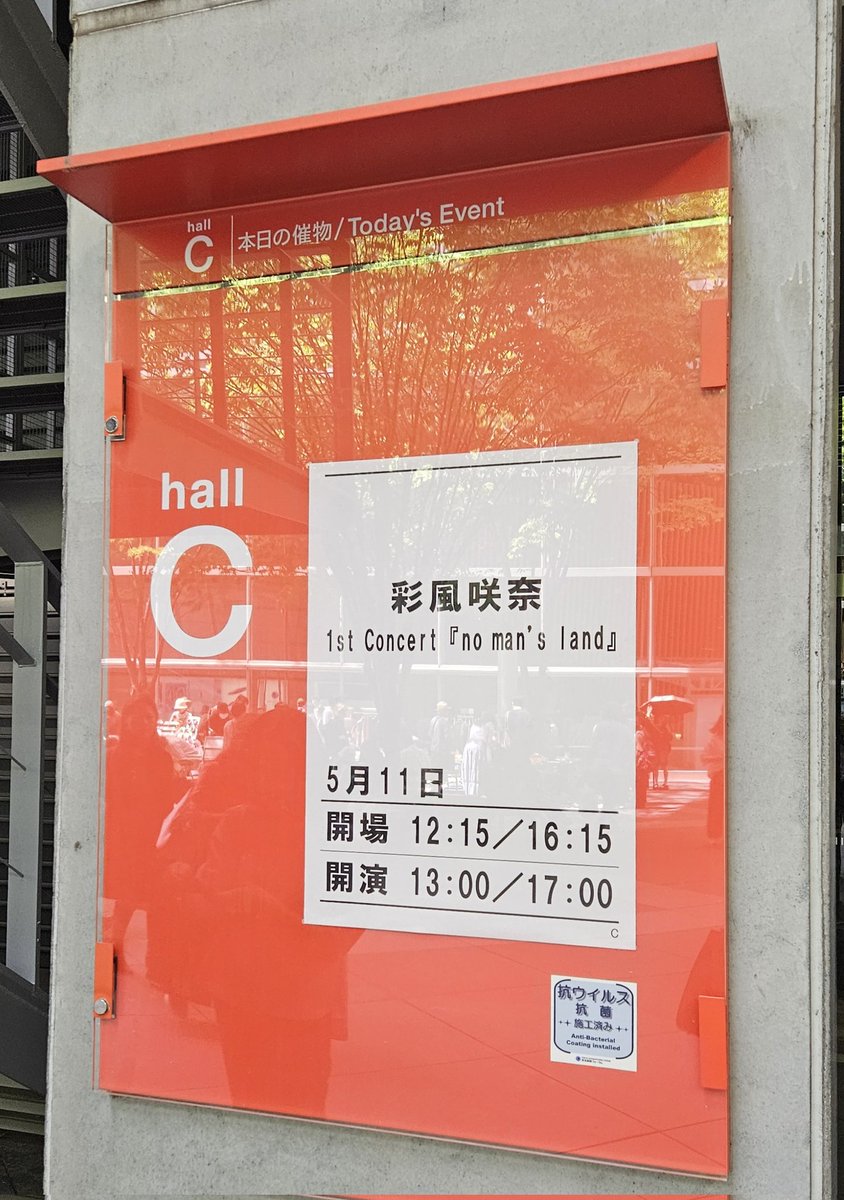 hall
C
本日の催物/Today's Event
hall
C
彩風咲奈
1st Concert『no man's land』
5月11日
開場 12:15／16:15
開演 13:00／17:00
C
抗ウイルス
抗菌
施工済み
Anti-Bacterial
Coating installed